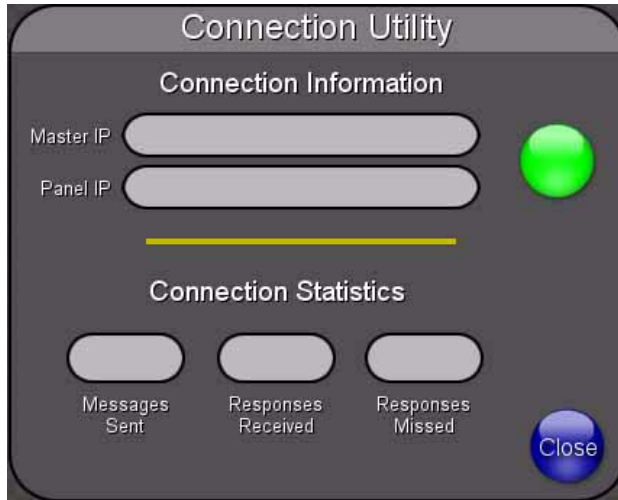 Connection Utility
Connection Information
Master IP
Panel IP
Connection Statistics
Messages
Sent
Responses
Received
Responses
Missed
Close